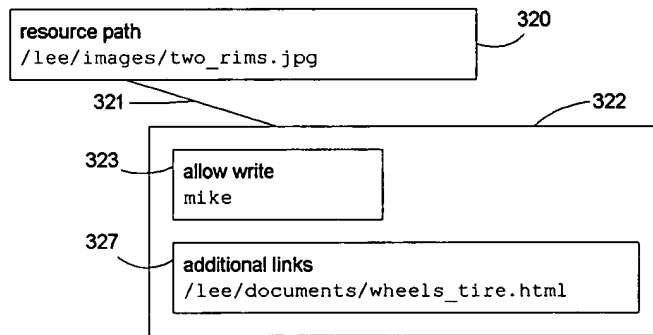 resource path
320
/lee/images/two_rims.jpg
321
322
323
allow write
mike
327
additional links
/lee/documents/wheels_tire.html